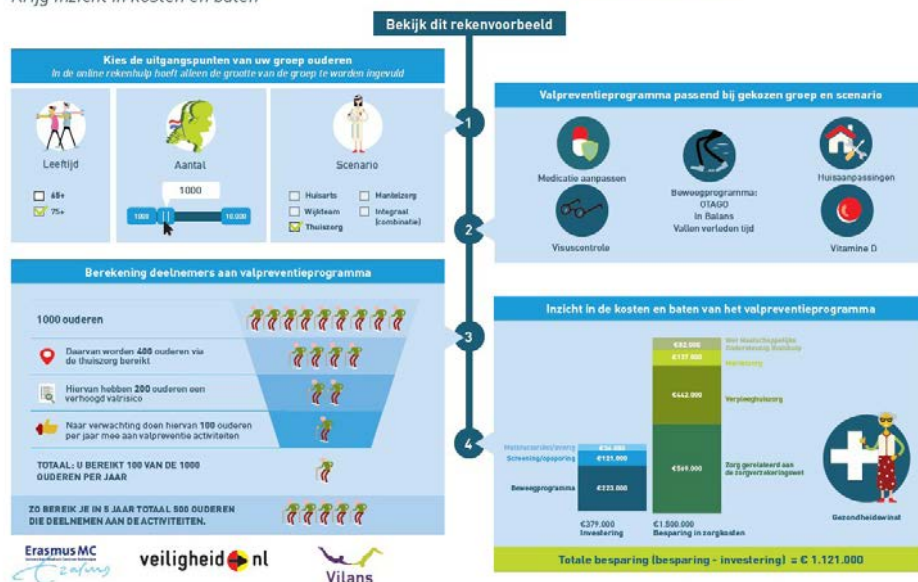 Krijg inzicht in kosten en baten
Bekijk dit rekenvoorbeeld
Kies de uitgangspunten van uw groep ouderen
In de online rekenhulp hoeft alleen de grootte van de groep te worden ingevuld
Leeftijd
65+
75+
Aantal
1000
1000
10.000
Scenario
Huisarts
Wijkteam
Thuiszorg
Mantelzorg
Integraal
(combinatie)
1
Valpreventieprogramma passend bij gekozen groep en scenario
Medicatie aanpassen
Visuscontrole
Beweegprogramma:
OTAGO
In Balans
Vallen verleden tijd
Huisaanpassingen
Vitamine D
2
Berekening deelnemers aan valpreventieprogramma
1000 ouderen
Daarvan worden 400 ouderen via
de thuiszorg bereikt
Hiervan hebben 200 ouderen een
verhoogd valrisico
Naar verwachting doen hiervan 100 ouderen
per jaar mee aan valpreventie activiteiten
TOTAAL: U BEREIKT 100 VAN DE 1000
OUDEREN PER JAAR
ZO BEREIK JE IN 5 JAAR TOTAAL 500 OUDEREN
DIE DEELNEMEN AAN DE ACTIVITEITEN.
3
4
Inzicht in de kosten en baten van het valpreventieprogramma
Screening/opsporing
Beweegprogramma
€121.000
€223.000
€379.000
Investering
€442.000
€569.000
€1.500.000
Besparing in zorgkosten
Verpleeghuiszorg
Zorg gerelateerd aan
de zorgverzekeringswet
Gezondheidswinst
Totale besparing (besparing - investering) = € 1.121.000
Erasmus MC
veiligheid nl
Vilans